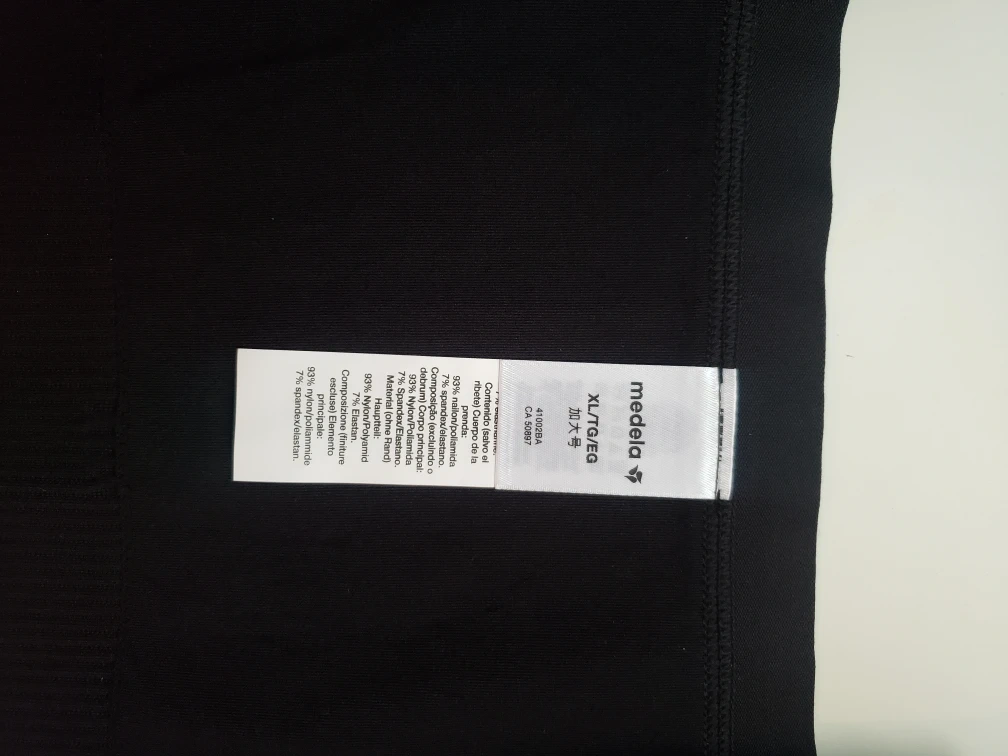 medela
XL/TG/EG
加大号
41002BA
CA 50897
Contenido (salvo el
ribete) Cuerpo de la
prenda:
93% nailon/poliamida
7% spandex/elastano.
Composição (excluindo o
debrum) Corpo principal:
93% Nylon/Poliamida
7% Spandex/Elastano.
Material (ohne Rand)
Hauptteil:
93% Nylon/Polyamid
7% Elastan.
Composizione (finiture
escluse) Elemento
principale:
93% nylon/poliammide
7% spandex/elastan.